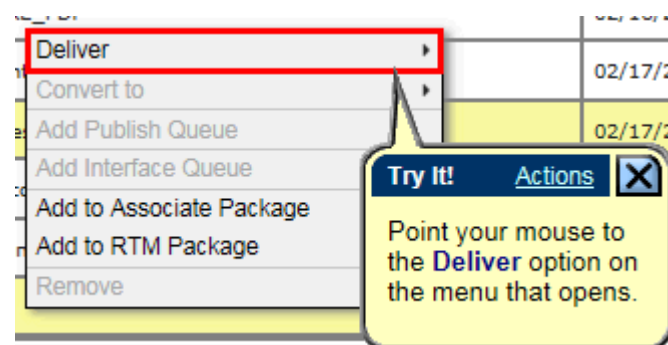 Deliver
02/17/2
Convert to
Add Publish Queue
02/17/2
Add Interface Queue
Try It! Actions
Add to Associate Package
Add to RTM Package
Remove
Point your mouse to
the Deliver option on
the menu that opens.